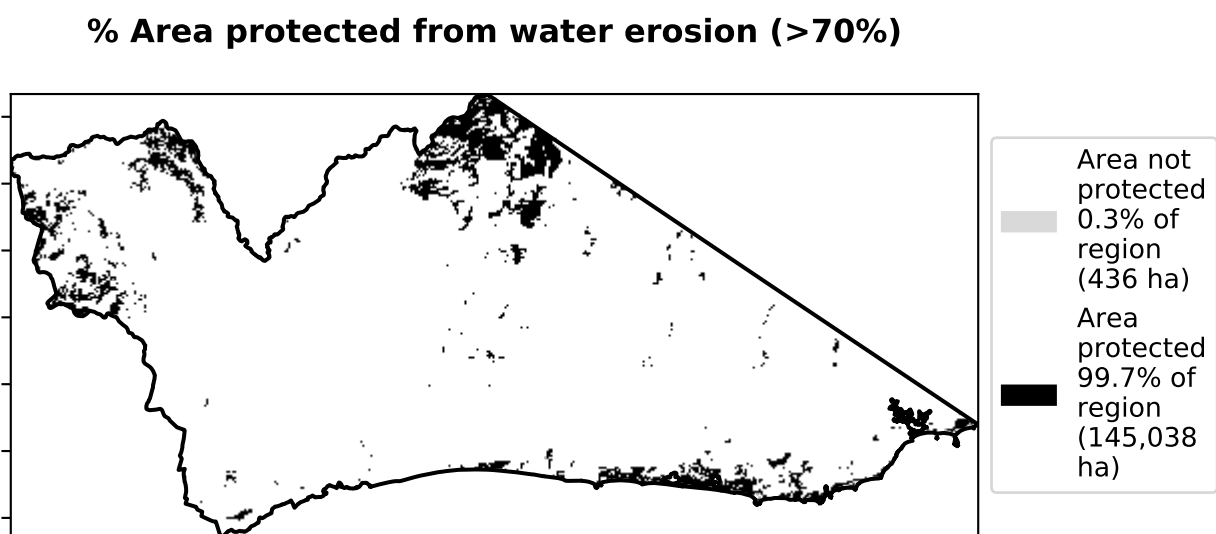 % Area protected from water erosion (>70%)
Area not
protected
0.3% of
region
(436 ha)
Area
protected
99.7% of
region
(145,038
ha)